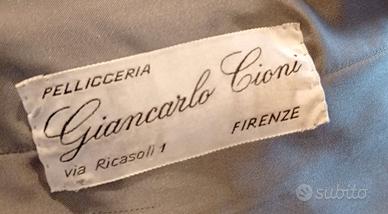 PELLICCERIA
Giancarlo Cioni
via Ricasoli 1 FIRENZE
subito